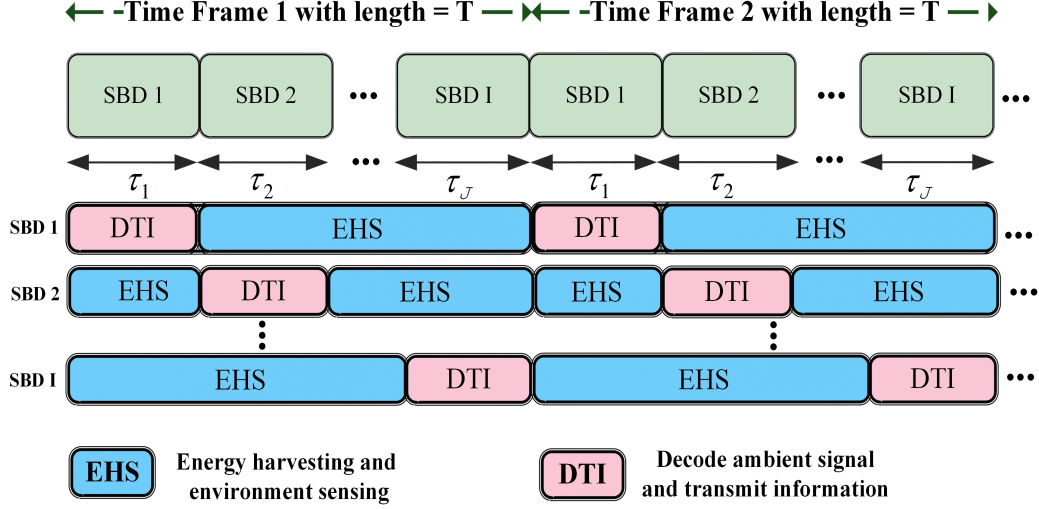 Time Frame 1 with length = T Time Frame 2 with length = T
SBD 1 SBD 2 ••• SBD I SBD 1 SBD 2 ••• SBD I •••
••• •••
τ1 τ2 τJ τ1 τ2 τJ
SBD 1 DTI EHS DTI EHS •••
SBD 2 EHS DTI EHS EHS DTI EHS •••
SBD I EHS DTI EHS DTI •••
EHS Energy harvesting and
environment sensing
DTI Decode ambient signal
and transmit information